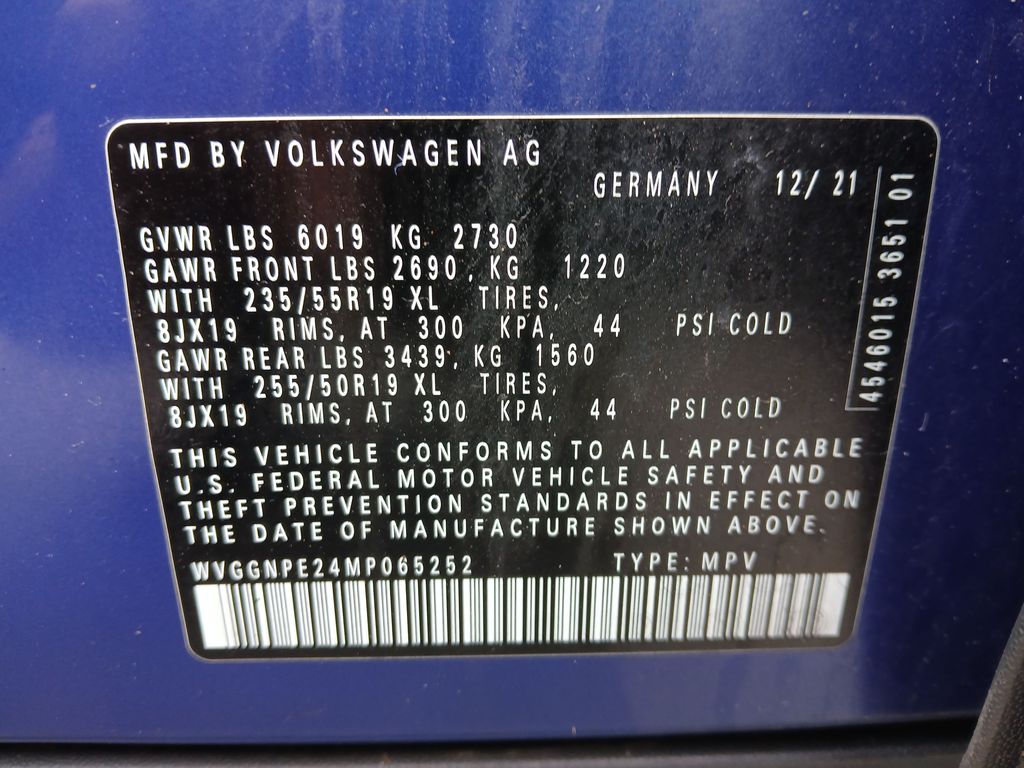 MFD BY VOLKSWAGEN AG
GERMANY 12/ 21
GVWR LBS 6019 KG 2730
GAWR FRONT LBS 2690, KG 1220
WITH 235/55R19 XL TIRES,
8JX19 RIMS, AT 300 KPA, 44 PSI COLD
GAWR REAR LBS 3439, KG 1560
WITH 255/50R19 XL TIRES,
8JX19 RIMS, AT 300 KPA, 44 PSI COLD
THIS VEHICLE CONFORMS TO ALL APPLICABLE
U.S. FEDERAL MOTOR VEHICLE SAFETY AND
THEFT PREVENTION STANDARDS IN EFFECT ON
THE DATE OF MANUFACTURE SHOWN ABOVE.
WVGGNPE24MP065252 TYPE: MPV
4546015 3651 01